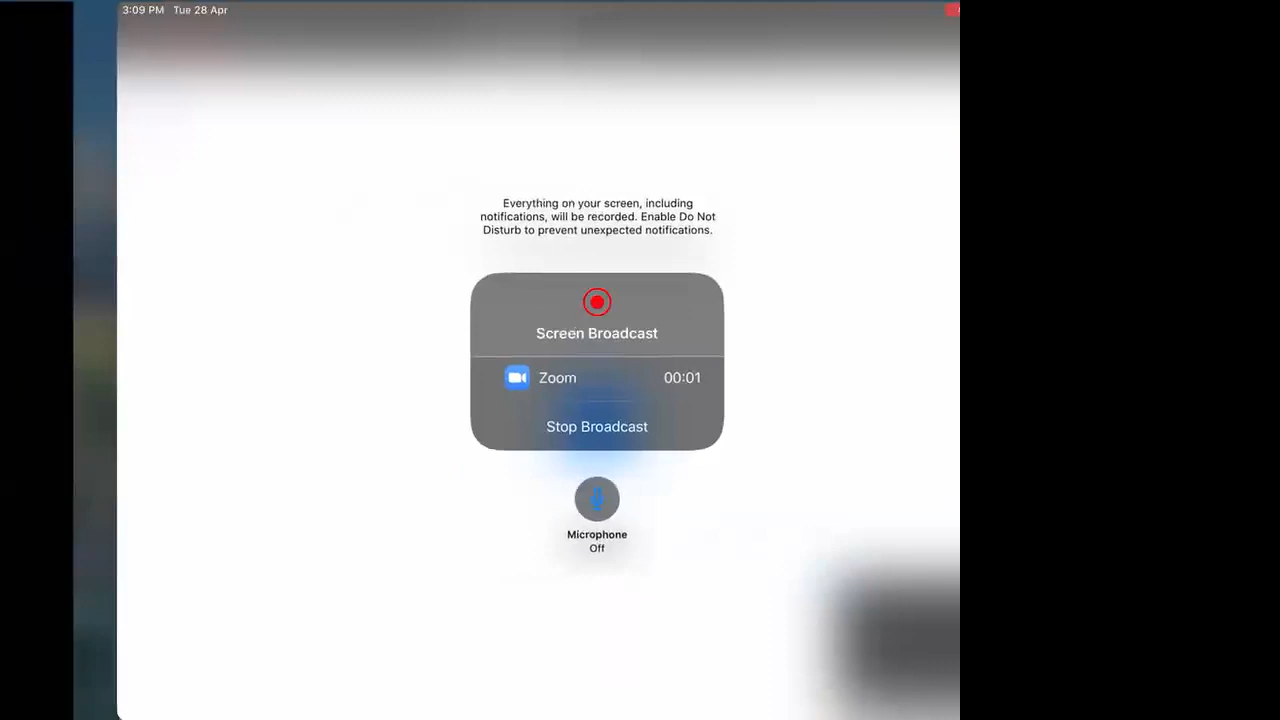 3:09 PM Tue 28 Apr
Everything on your screen, including
notifications, will be recorded. Enable Do Not
Disturb to prevent unexpected notifications.
Screen Broadcast
Zoom 00:01
Stop Broadcast
Microphone
Off